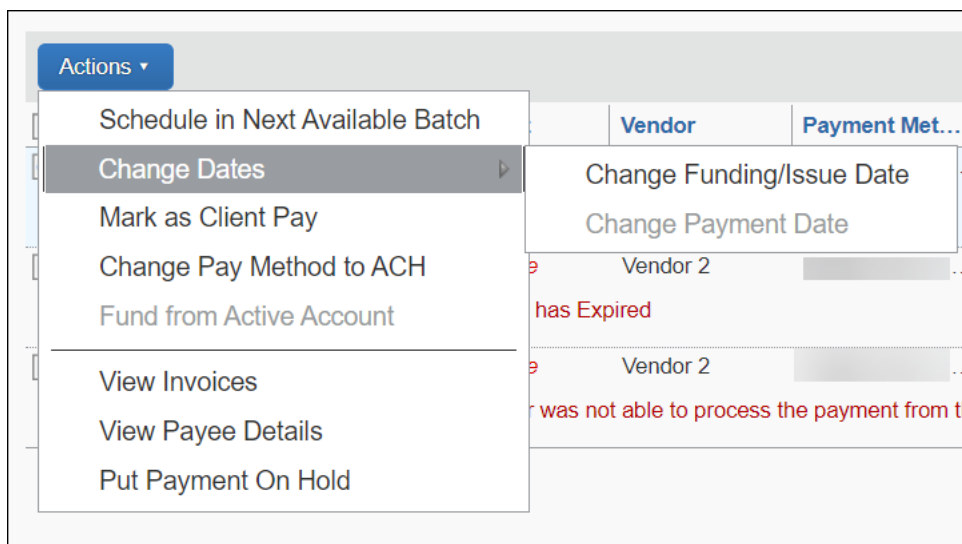 Actions
Schedule in Next Available Batch
Vendor
Payment Met...
Change Dates
Change Funding/Issue Date
Mark as Client Pay
Change Payment Date
Change Pay Method to ACH
Vendor 2
has Expired
Fund from Active Account
Vendor 2
View Invoices
was not able to process the payment from
View Payee Details
Put Payment On Hold